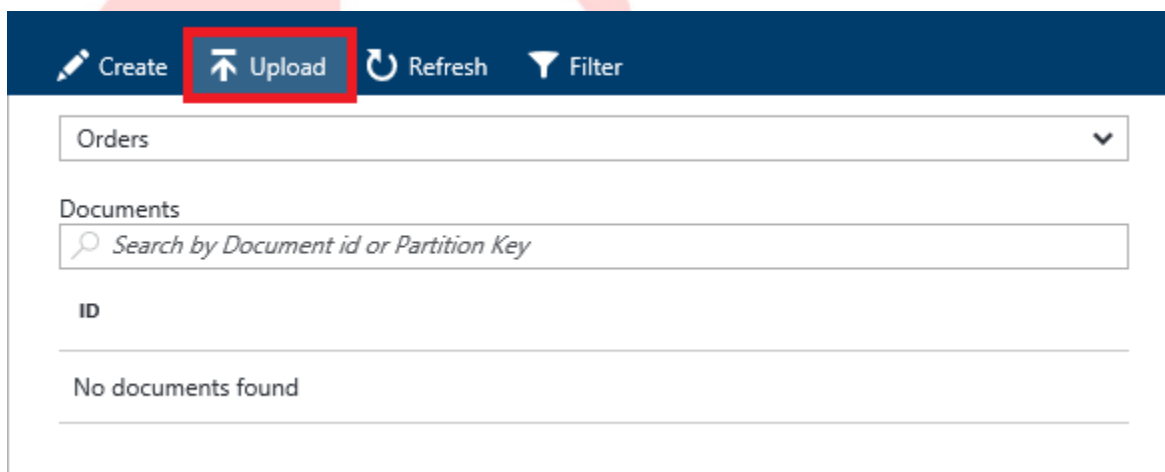 Create Upload Refresh Filter
Orders
Documents
Search by Document id or Partition Key
ID
No documents found